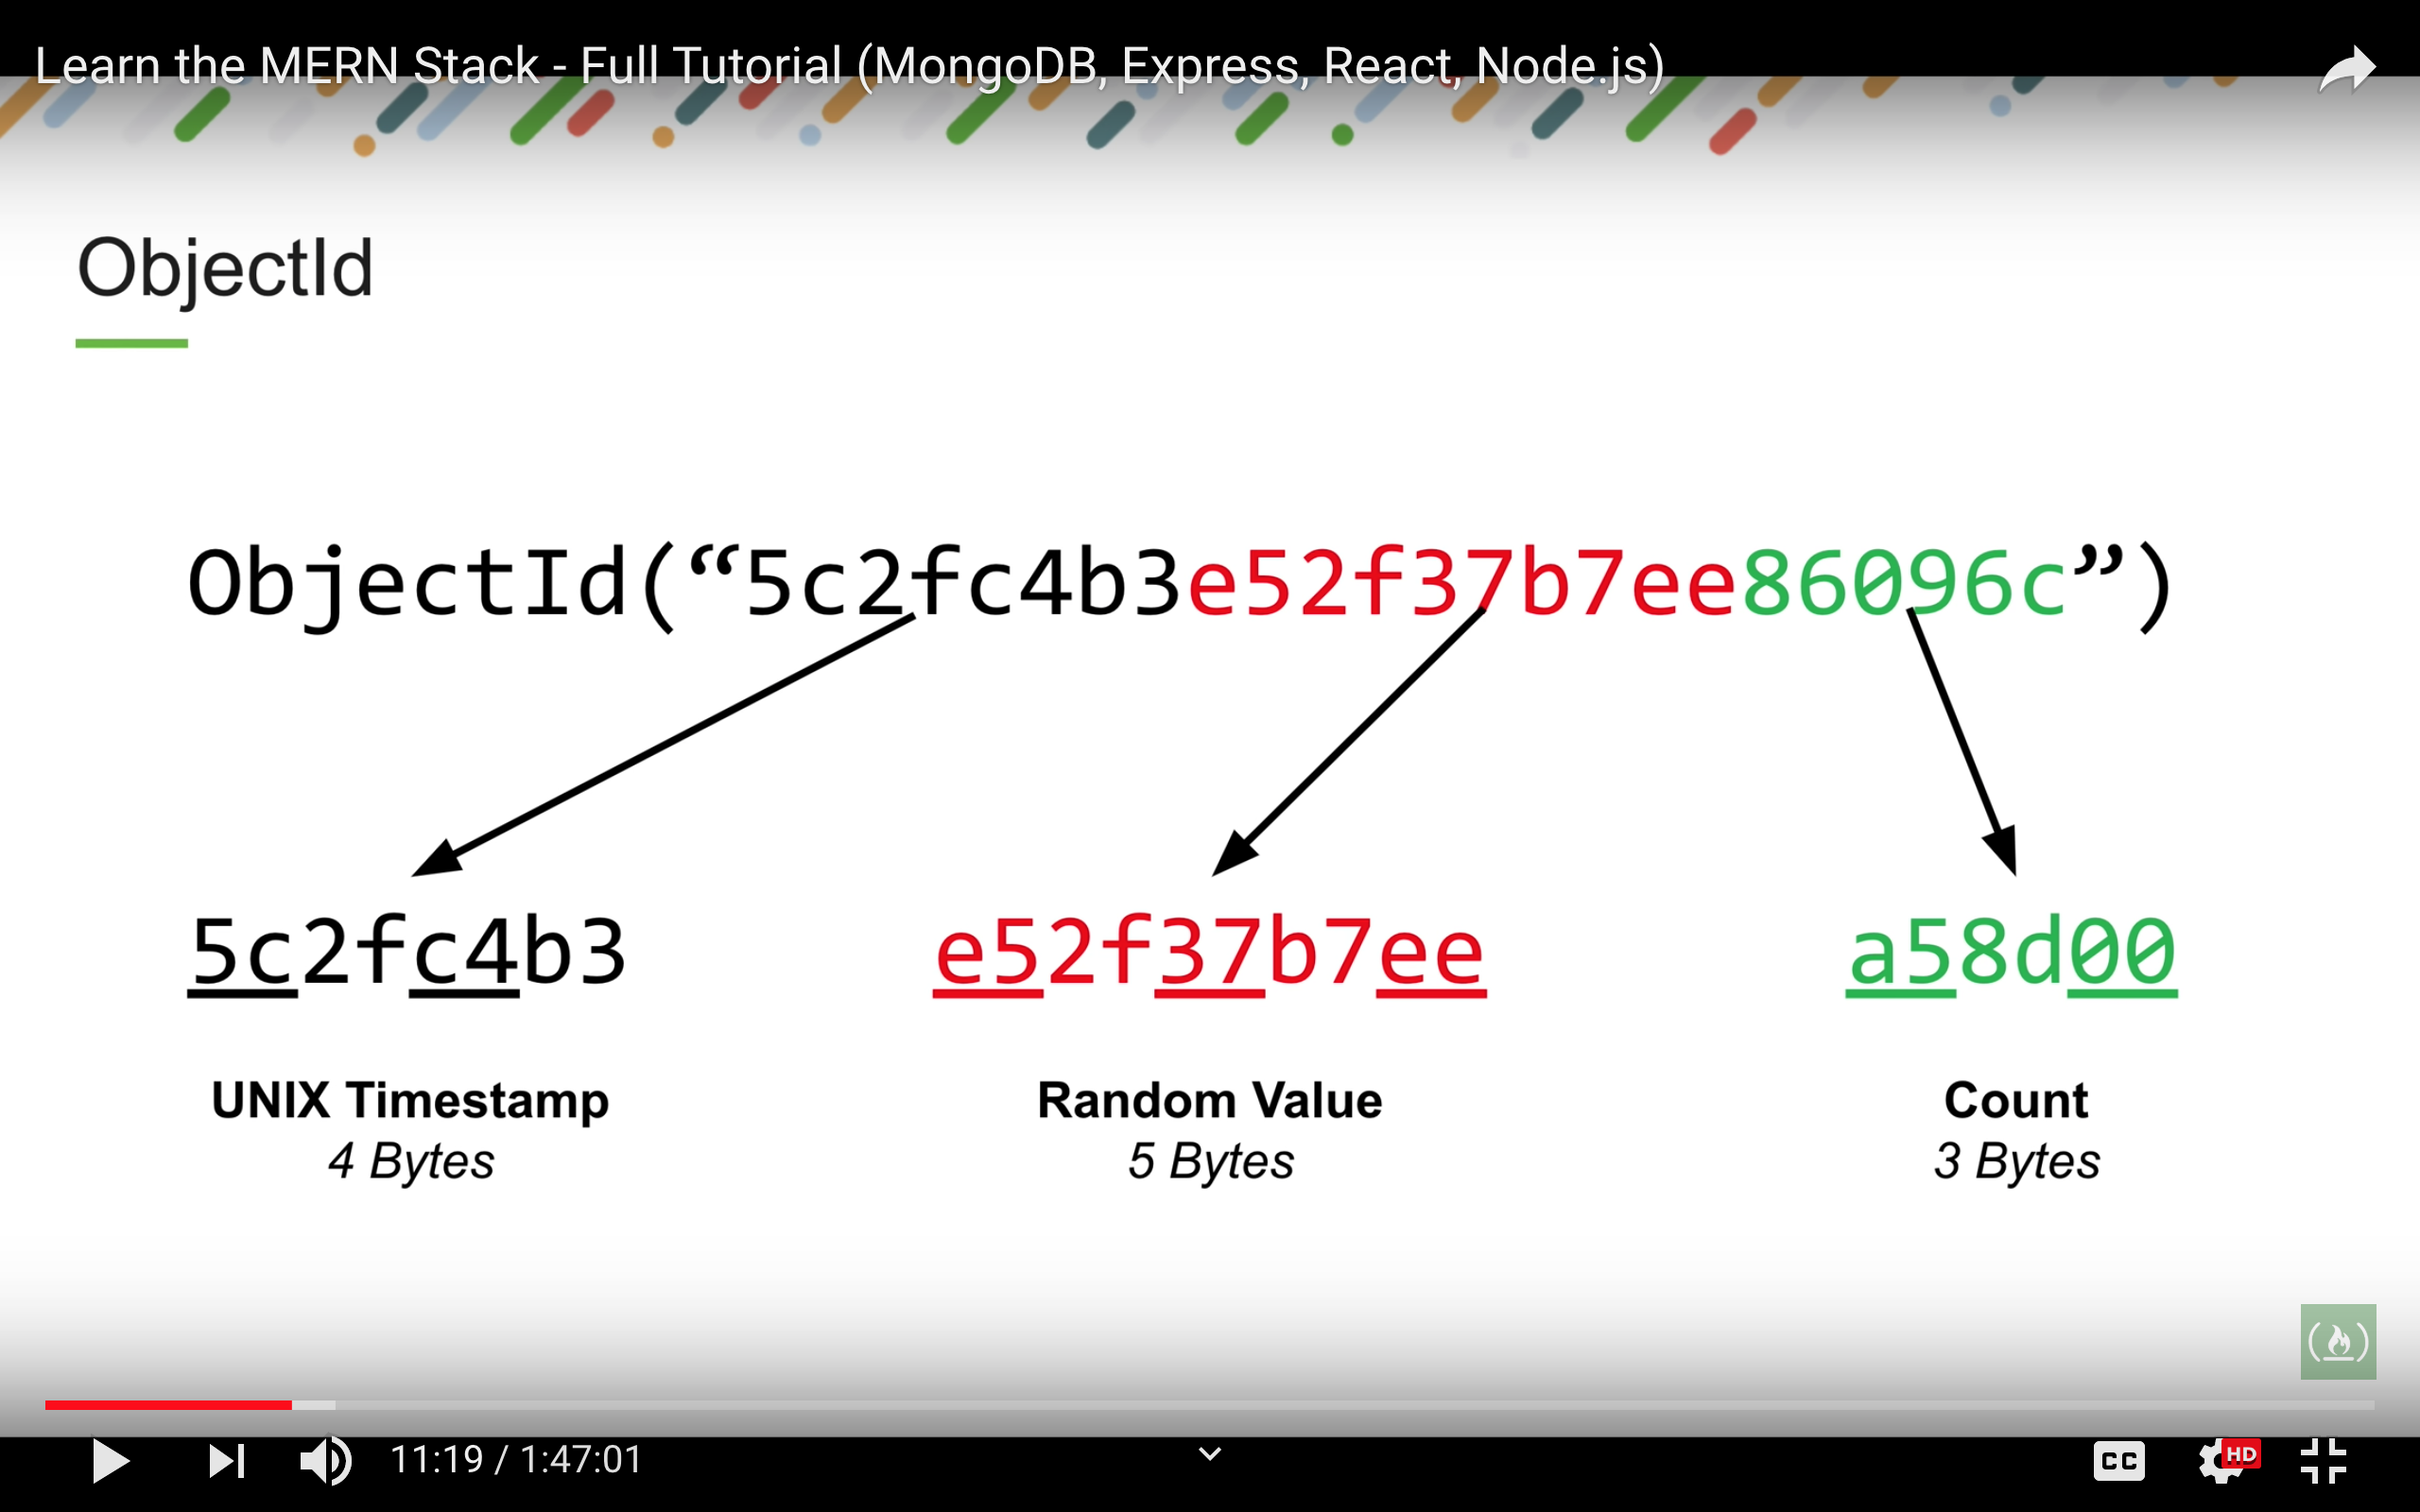 Learn the MERN Stack - Full Tutorial (MongoDB, Express, React, Node.js)
ObjectId
ObjectId(“5c2fc4b3e52f37b7ee86096c”)
5c2fc4b3 e52f37b7ee a58d00
UNIX Timestamp Random Value Count
4 Bytes 5 Bytes 3 Bytes
11:19 / 1:47:01 CC HD